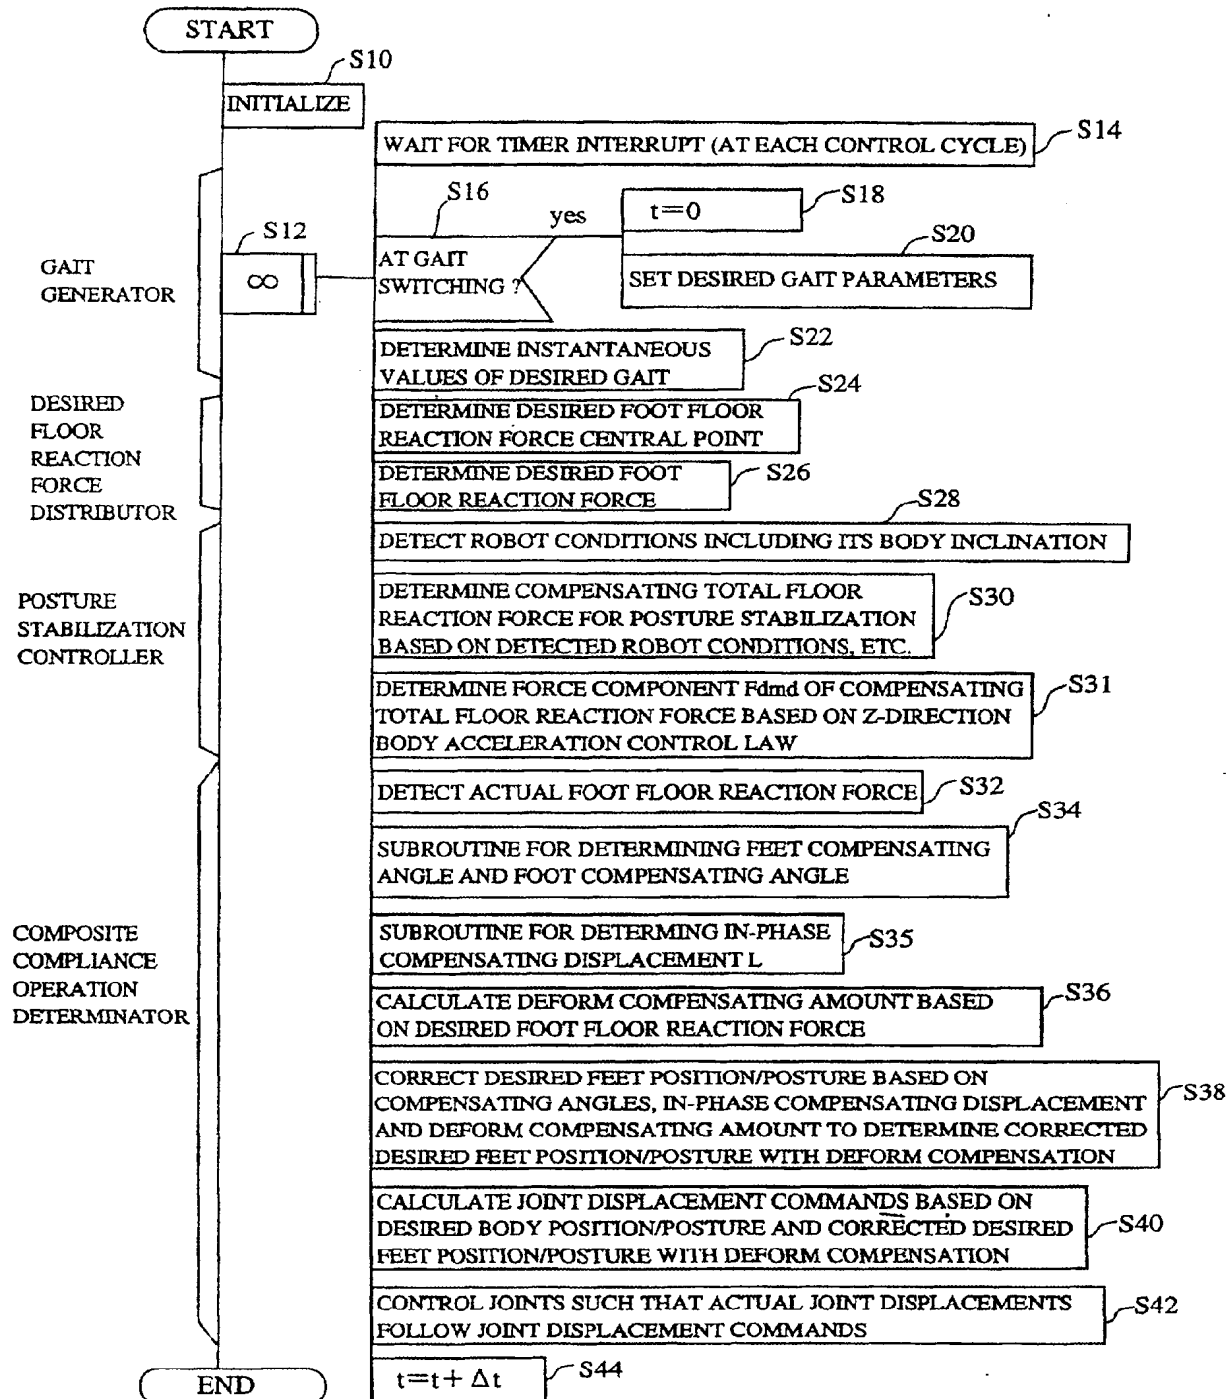 START
S10
INITIALIZE
WAIT FOR TIMER INTERRUPT (AT EACH CONTROL CYCLE)
S14
S16
yes
t=0
S18
S12
∞
AT GAIT
SWITCHING ?
S20
SET DESIRED GAIT PARAMETERS
GAIT
GENERATOR
DETERMINE INSTANTANEOUS
VALUES OF DESIRED GAIT
S22
DESIRED
FLOOR
REACTION
FORCE
DISTRIBUTOR
DETERMINE DESIRED FOOT FLOOR
REACTION FORCE CENTRAL POINT
S24
DETERMINE DESIRED FOOT
FLOOR REACTION FORCE
S26
S28
DETECT ROBOT CONDITIONS INCLUDING ITS BODY INCLINATION
POSTURE
STABILIZATION
CONTROLLER
DETERMINE COMPENSATING TOTAL FLOOR
REACTION FORCE FOR POSTURE STABILIZATION
BASED ON DETECTED ROBOT CONDITIONS, ETC.
S30
DETERMINE FORCE COMPONENT Fdmd OF COMPENSATING
TOTAL FLOOR REACTION FORCE BASED ON Z-DIRECTION
BODY ACCELERATION CONTROL LAW
S31
DETECT ACTUAL FOOT FLOOR REACTION FORCE
S32
S34
SUBROUTINE FOR DETERMINING FEET COMPENSATING
ANGLE AND FOOT COMPENSATING ANGLE
COMPOSITE
COMPLIANCE
OPERATION
DETERMINATOR
SUBROUTINE FOR DETERMING IN-PHASE
COMPENSATING DISPLACEMENT L
S35
CALCULATE DEFORM COMPENSATING AMOUNT BASED
ON DESIRED FOOT FLOOR REACTION FORCE
S36
CORRECT DESIRED FEET POSITION/POSTURE BASED ON
COMPENSATING ANGLES, IN-PHASE COMPENSATING DISPLACEMENT
AND DEFORM COMPENSATING AMOUNT TO DETERMINE CORRECTED
DESIRED FEET POSITION/POSTURE WITH DEFORM COMPENSATION
S38
CALCULATE JOINT DISPLACEMENT COMMANDS BASED ON
DESIRED BODY POSITION/POSTURE AND CORRECTED DESIRED
FEET POSITION/POSTURE WITH DEFORM COMPENSATION
S40
CONTROL JOINTS SUCH THAT ACTUAL JOINT DISPLACEMENTS
FOLLOW JOINT DISPLACEMENT COMMANDS
S42
END
t=t+ Δt
S44